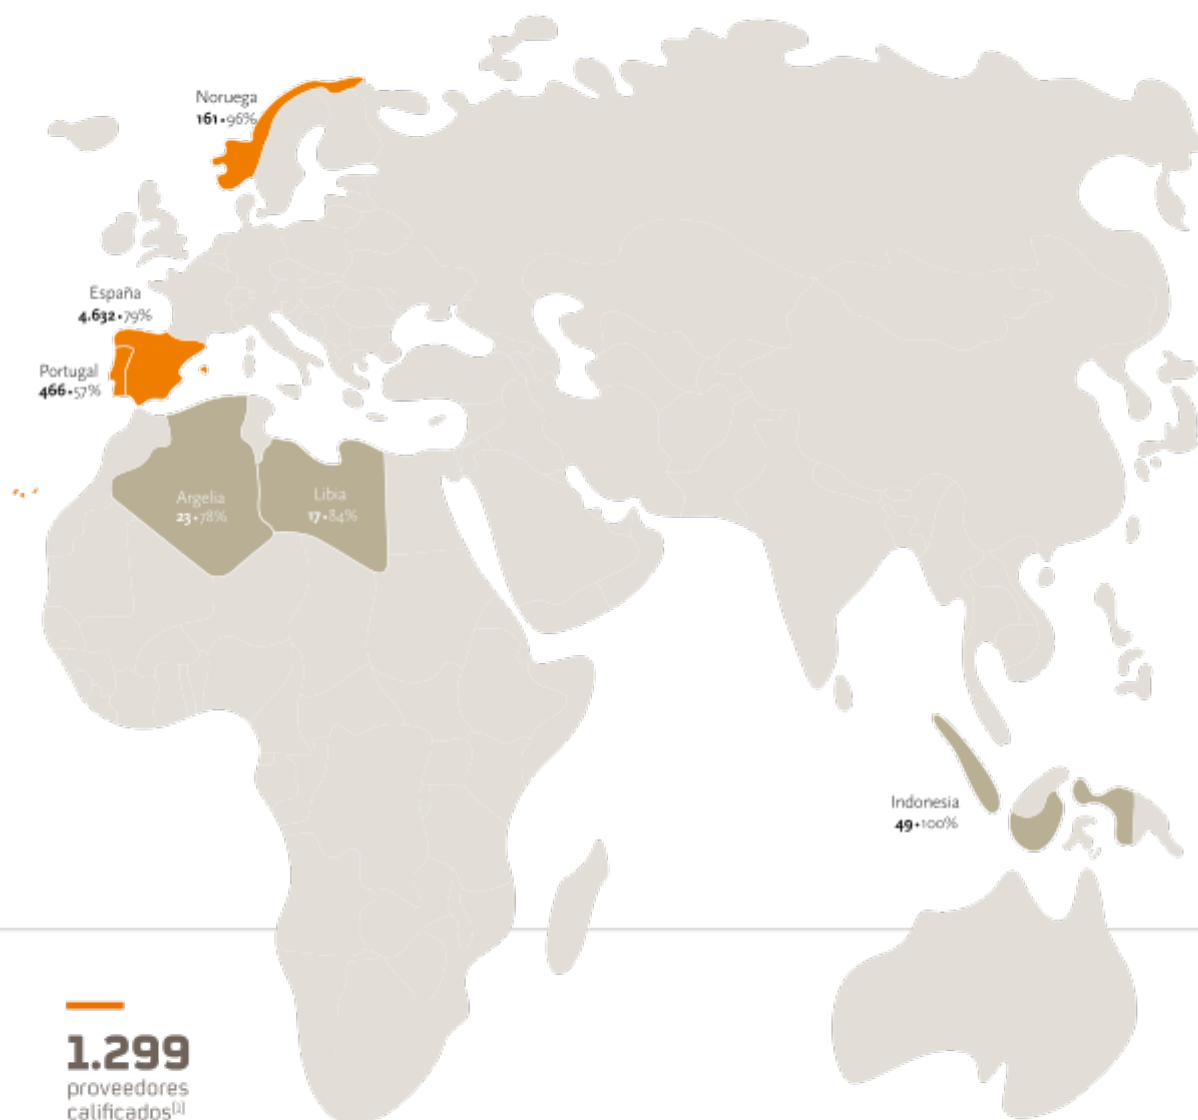 Noruega
161•96%
España
4.632•79%
Portugal
466•57%
Argelia
23•78%
Libia
17•84%
Indonesia
49•100%
1.299
proveedores
calificados[1]